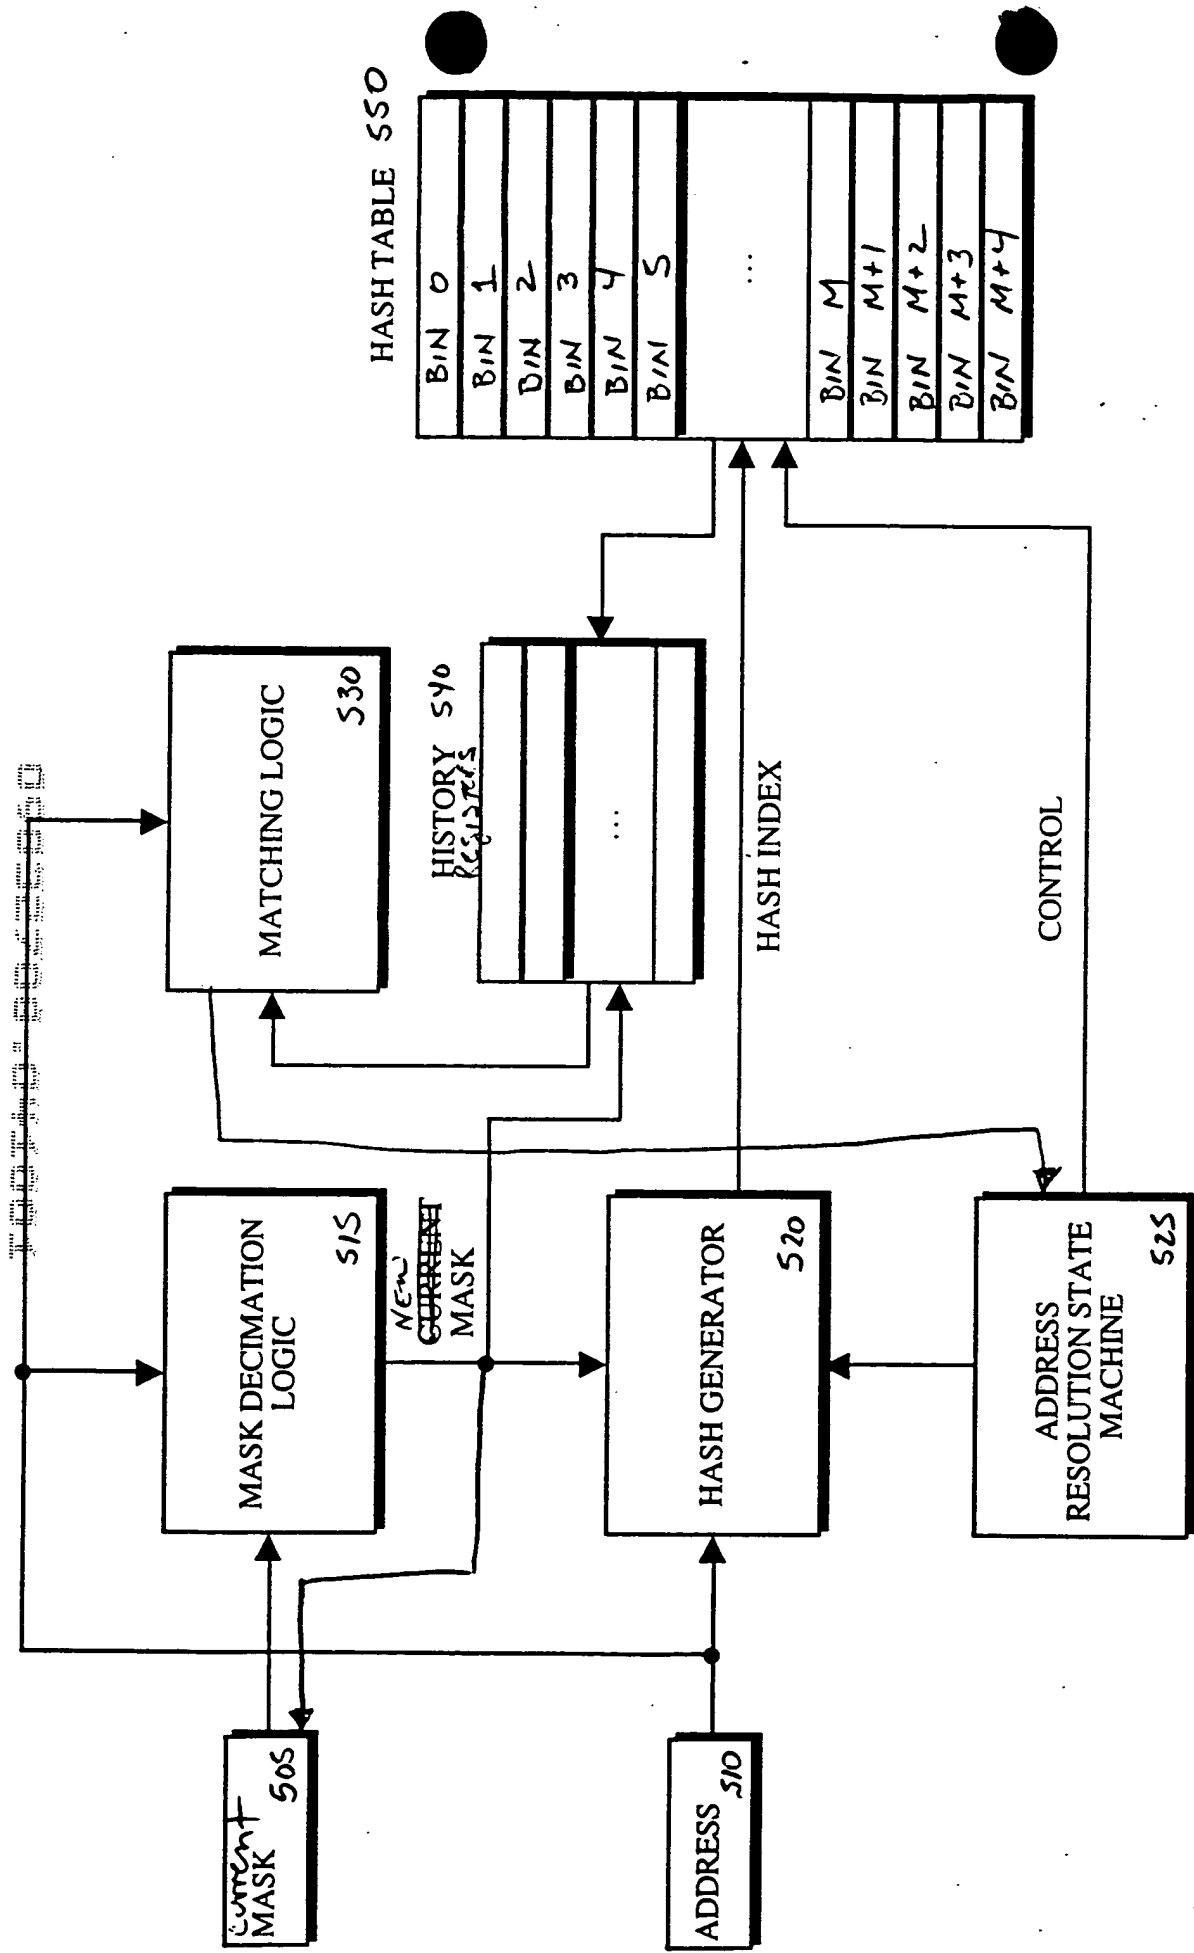 HASH TABLE 550
BIN 0
BIN 1
BIN 2
BIN 3
BIN 4
BIN 5
...
BIN M
BIN M+1
BIN M+2
BIN M+3
BIN M+4
MATCHING LOGIC
530
HISTORY 540
REGISTERS
...
HASH INDEX
CONTROL
MASK DECIMATION
LOGIC
515
NEW
CURRENT
MASK
HASH GENERATOR
520
ADDRESS
RESOLUTION STATE
MACHINE
525
Current
MASK
505
ADDRESS
510